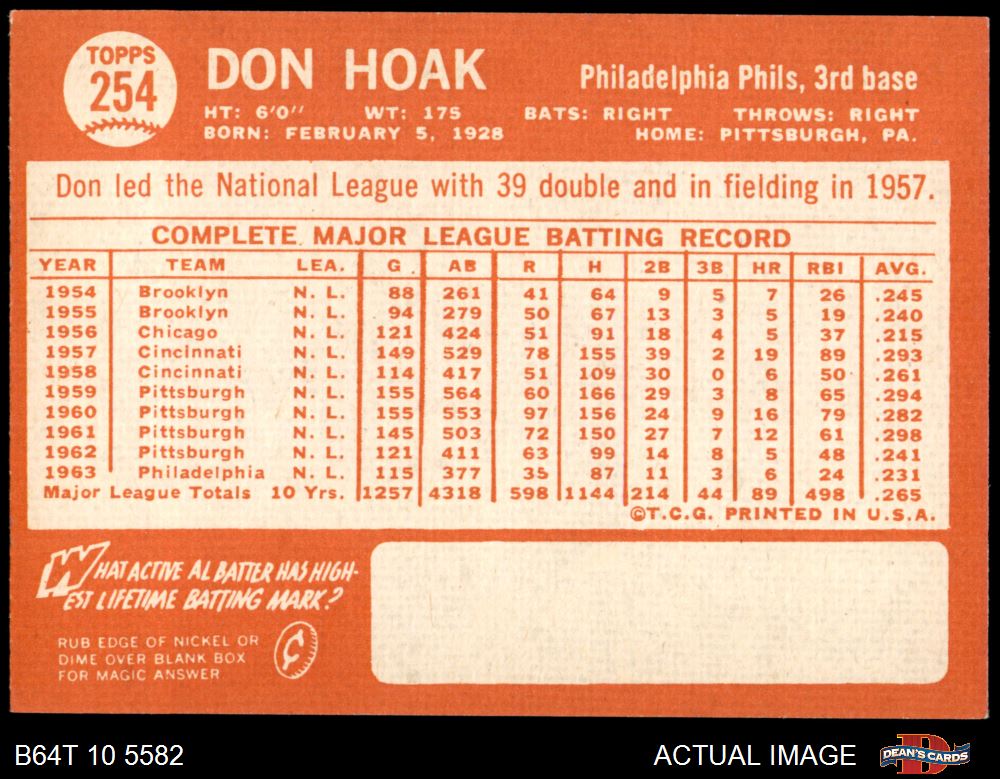 TOPPS
254
DON HOAK
Philadelphia Phils, 3rd base
HT: 6'0'' WT: 175 BATS: RIGHT THROWS: RIGHT
BORN: FEBRUARY 5, 1928 HOME: PITTSBURGH, PA.
Don led the National League with 39 double and in fielding in 1957.
COMPLETE MAJOR LEAGUE BATTING RECORD
YEAR TEAM LEA. G AB R H 2B 3B HR RBI AVG.
1954 Brooklyn N. L. 88 261 41 64 9 5 7 26 .245
1955 Brooklyn N. L. 94 279 50 67 13 3 5 19 .240
1956 Chicago N. L. 121 424 51 91 18 4 5 37 .215
1957 Cincinnati N. L. 149 529 78 155 39 2 19 89 .293
1958 Cincinnati N. L. 114 417 51 109 30 0 6 50 .261
1959 Pittsburgh N. L. 155 564 60 166 29 3 8 65 .294
1960 Pittsburgh N. L. 155 553 97 156 24 9 16 79 .282
1961 Pittsburgh N. L. 145 503 72 150 27 7 12 61 .298
1962 Pittsburgh N. L. 121 411 63 99 14 8 5 48 .241
1963 Philadelphia N. L. 115 377 35 87 11 3 6 24 .231
Major League Totals 10 Yrs. 1257 4318 598 1144 214 44 89 498 .265
©T.C.G. PRINTED IN U.S.A.
WHAT ACTIVE AL BATTER HAS HIGH-
EST LIFETIME BATTING MARK?
RUB EDGE OF NICKEL OR
DIME OVER BLANK BOX
FOR MAGIC ANSWER
¢
B64T 10 5582 ACTUAL IMAGE
D
DEAN'S CARDS